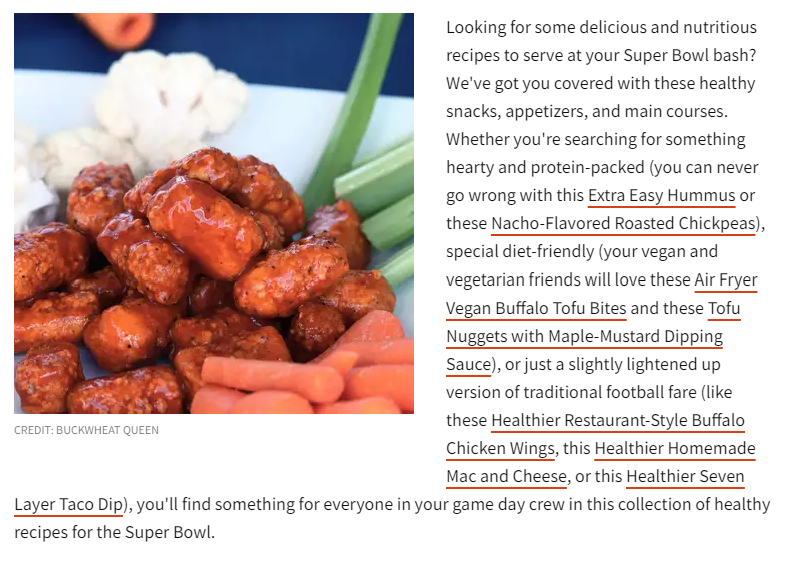 Looking for some delicious and nutritious
recipes to serve at your Super Bowl bash?
We've got you covered with these healthy
snacks, appetizers, and main courses.
Whether you're searching for something
hearty and protein-packed (you can never
go wrong with this Extra Easy Hummus or
these Nacho-Flavored Roasted Chickpeas),
special diet-friendly (your vegan and
vegetarian friends will love these Air Fryer
Vegan Buffalo Tofu Bites and these Tofu
Nuggets with Maple-Mustard Dipping
Sauce), or just a slightly lightened up
version of traditional football fare (like
these Healthier Restaurant-Style Buffalo
Chicken Wings, this Healthier Homemade
Mac and Cheese, or this Healthier Seven
Layer Taco Dip), you'll find something for everyone in your game day crew in this collection of healthy
recipes for the Super Bowl.
CREDIT: BUCKWHEAT QUEEN